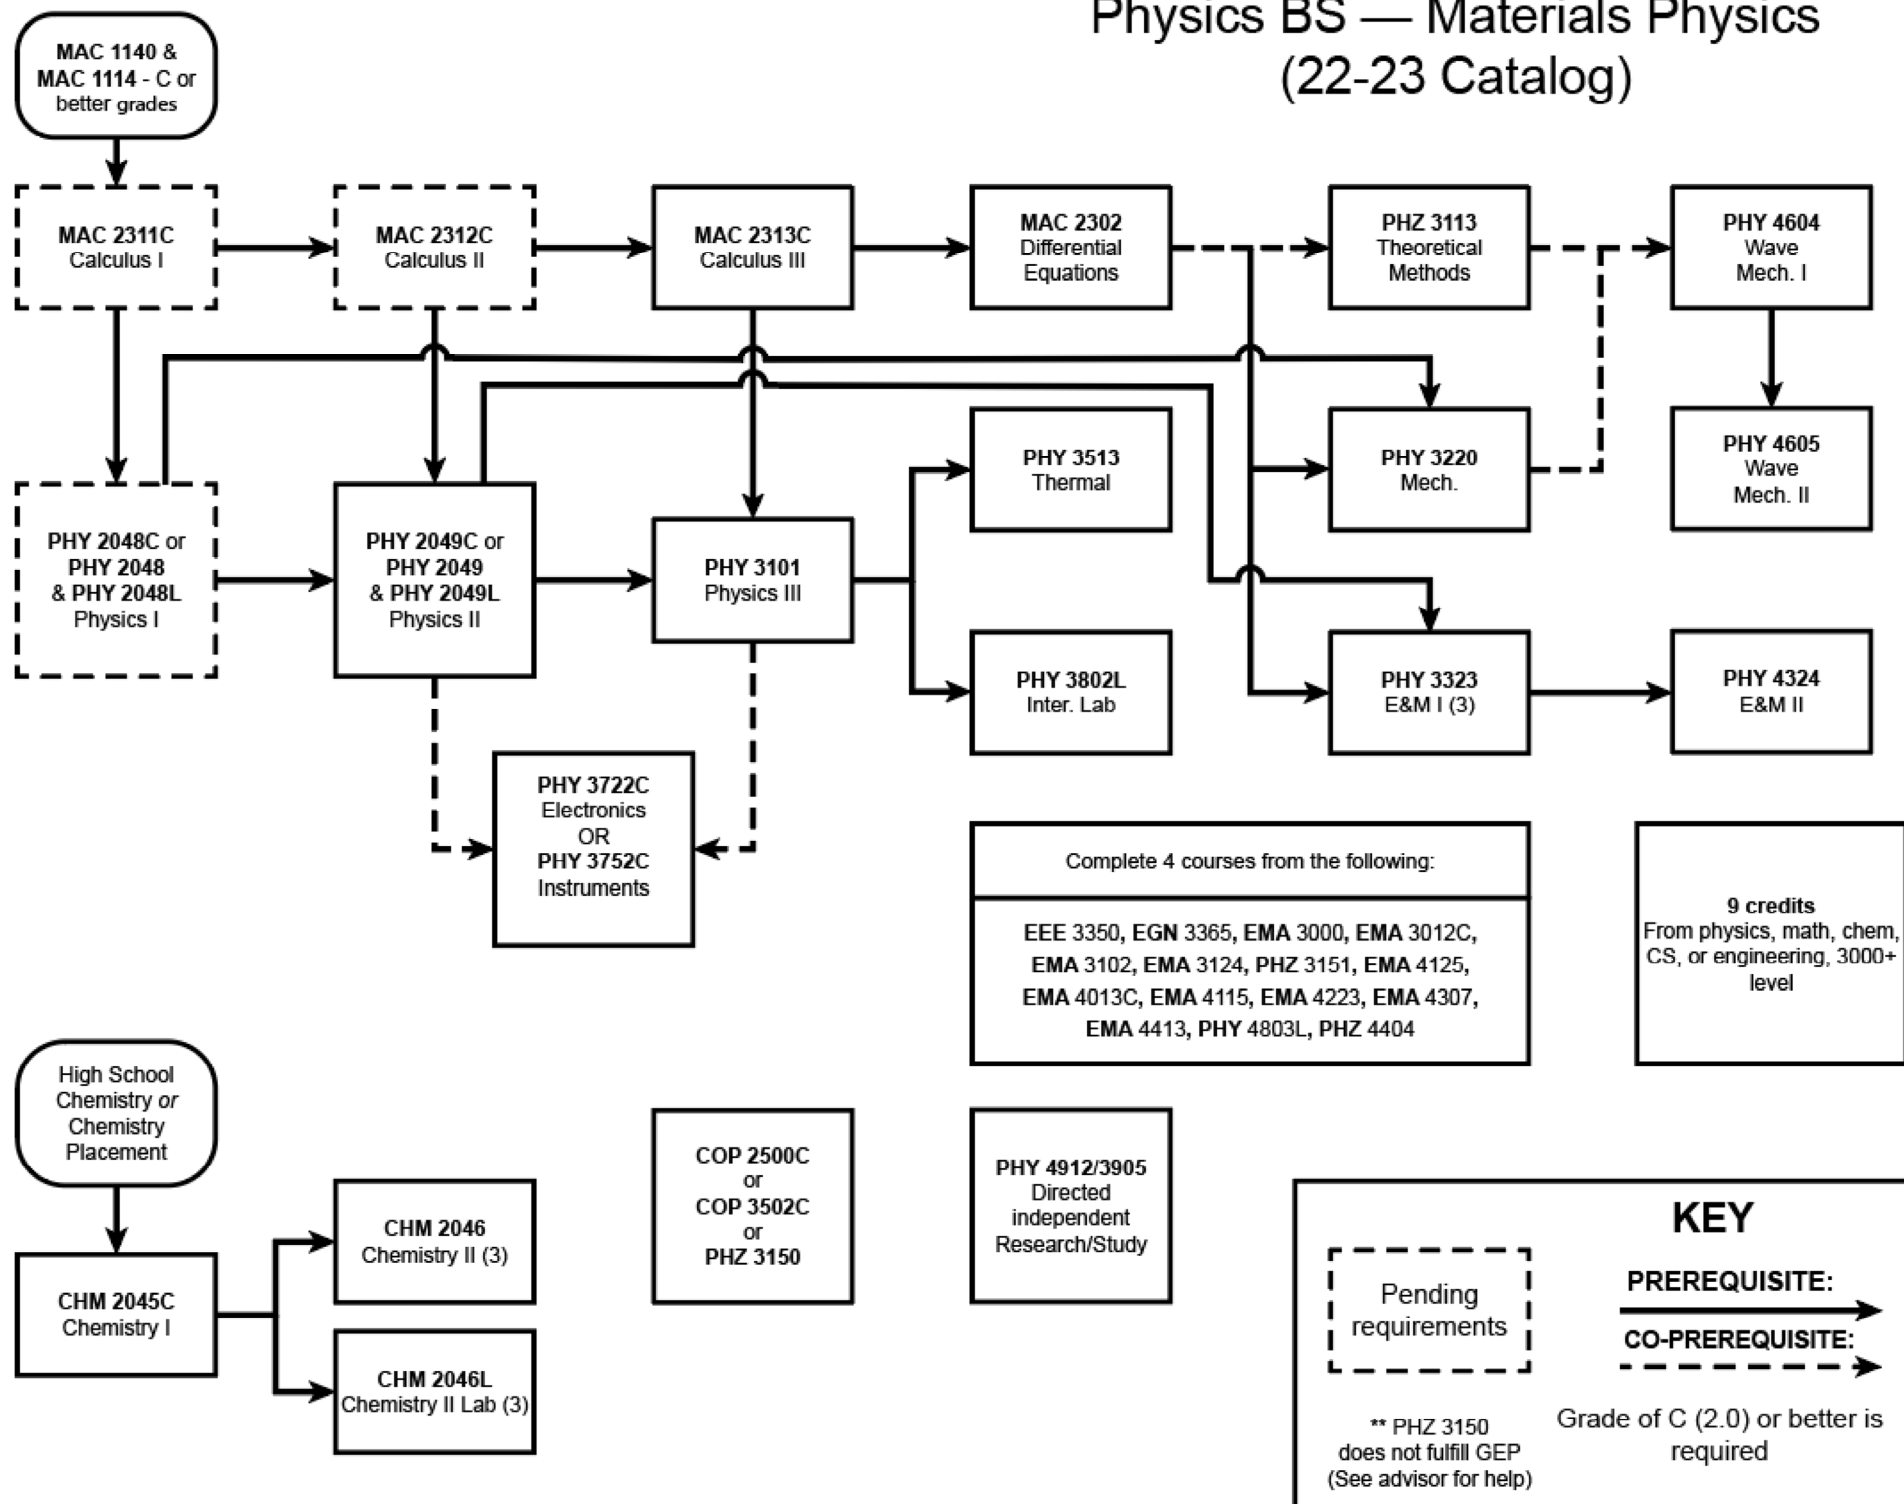 Physics BS — Materials Physics
(22-23 Catalog)
MAC 1140 &
MAC 1114 - C or
better grades
MAC 2311C
Calculus I
MAC 2312C
Calculus II
MAC 2313C
Calculus III
MAC 2302
Differential
Equations
PHZ 3113
Theoretical
Methods
PHY 4604
Wave
Mech. I
PHY 2048C or
PHY 2048
& PHY 2048L
Physics I
PHY 2049C or
PHY 2049
& PHY 2049L
Physics II
PHY 3101
Physics III
PHY 3513
Thermal
PHY 3220
Mech.
PHY 4605
Wave
Mech. II
PHY 3802L
Inter. Lab
PHY 3323
E&M I (3)
PHY 4324
E&M II
PHY 3722C
Electronics
OR
PHY 3752C
Instruments
Complete 4 courses from the following:
EEE 3350, EGN 3365, EMA 3000, EMA 3012C,
EMA 3102, EMA 3124, PHZ 3151, EMA 4125,
EMA 4013C, EMA 4115, EMA 4223, EMA 4307,
EMA 4413, PHY 4803L, PHZ 4404
9 credits
From physics, math, chem,
CS, or engineering, 3000+
level
High School
Chemistry or
Chemistry
Placement
CHM 2045C
Chemistry I
CHM 2046
Chemistry II (3)
CHM 2046L
Chemistry II Lab (3)
COP 2500C
or
COP 3502C
or
PHZ 3150
PHY 4912/3905
Directed
independent
Research/Study
KEY
Pending
requirements
PREREQUISITE:
CO-PREREQUISITE:
** PHZ 3150
does not fulfill GEP
(See advisor for help)
Grade of C (2.0) or better is
required